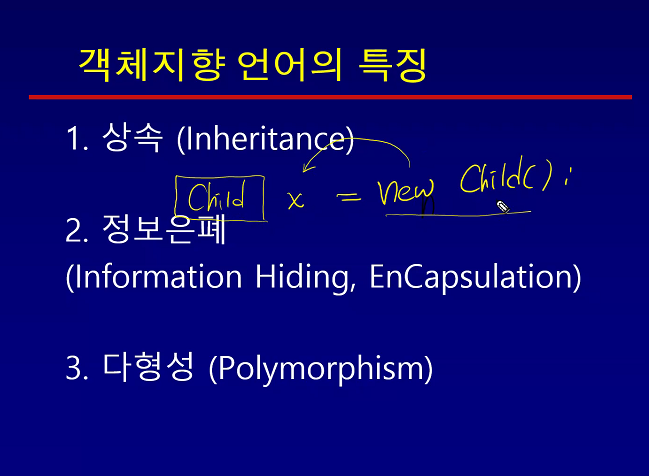 객체지향 언어의 특징
1. 상속 (Inheritance)
Child x = new Child();
2. 정보은폐
(Information Hiding, EnCapsulation)
3. 다형성 (Polymorphism)